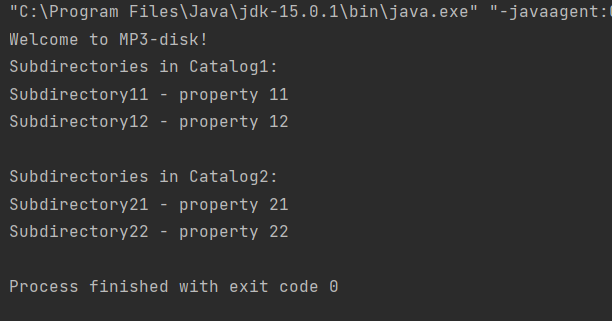 "C:\Program Files\Java\jdk-15.0.1\bin\java.exe" "-javaagent:
Welcome to MP3-disk!
Subdirectories in Catalog1:
Subdirectory11 - property 11
Subdirectory12 - property 12
Subdirectories in Catalog2:
Subdirectory21 - property 21
Subdirectory22 - property 22
Process finished with exit code 0